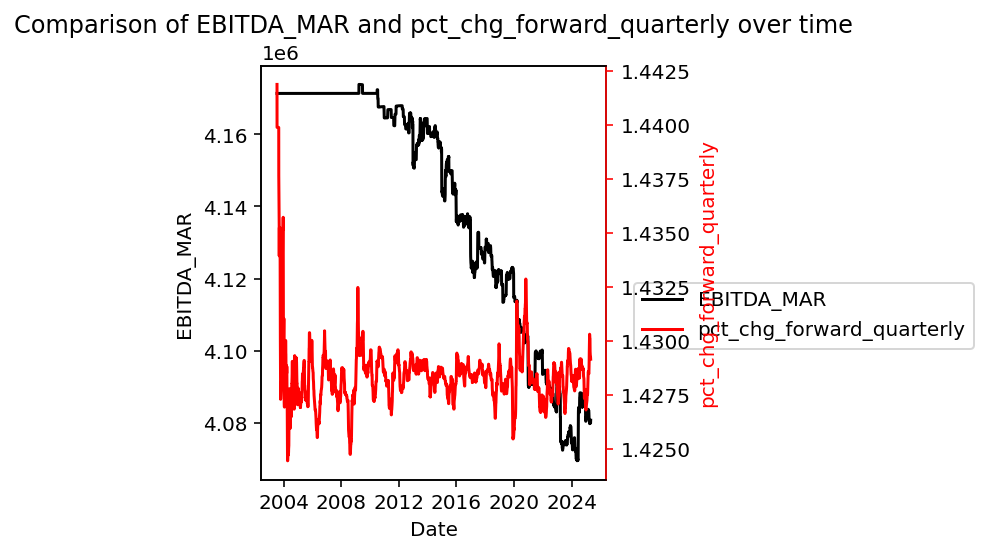 Comparison of EBITDA_MAR and pct_chg_forward_quarterly over time
1e6
4.16
4.14
4.12
4.10
4.08
EBITDA_MAR
2004 2008 2012 2016 2020 2024
Date
1.4425
1.4400
1.4375
1.4350
1.4325
1.4300
1.4275
1.4250
pct_chg_forward_quarterly
EBITDA_MAR
pct_chg_forward_quarterly